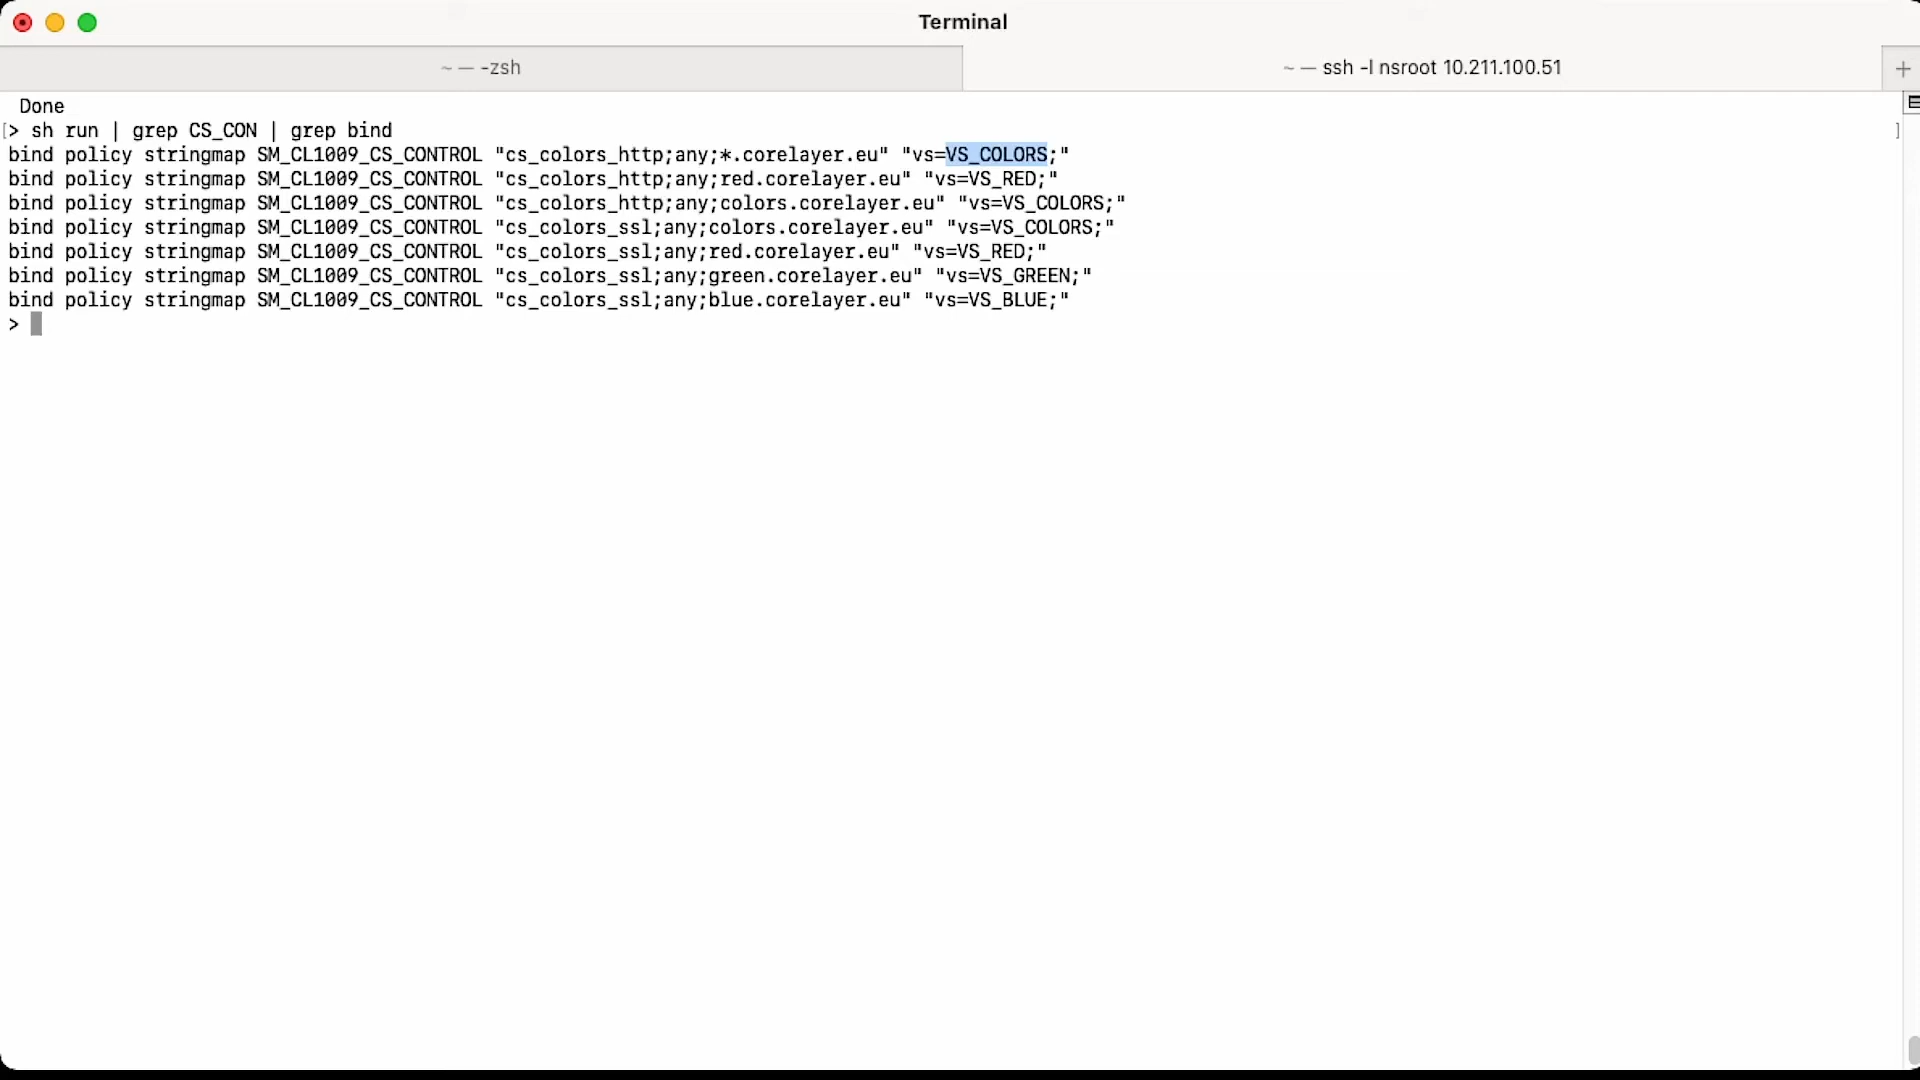 Terminal
~ — -zsh
~ — ssh -l nsroot 10.211.100.51
+
Done
[> sh run | grep CS_CON | grep bind ]
bind policy stringmap SM_CL1009_CS_CONTROL "cs_colors_http;any;*.corelayer.eu" "vs=VS_COLORS;"
bind policy stringmap SM_CL1009_CS_CONTROL "cs_colors_http;any;red.corelayer.eu" "vs=VS_RED;"
bind policy stringmap SM_CL1009_CS_CONTROL "cs_colors_http;any;colors.corelayer.eu" "vs=VS_COLORS;"
bind policy stringmap SM_CL1009_CS_CONTROL "cs_colors_ssl;any;colors.corelayer.eu" "vs=VS_COLORS;"
bind policy stringmap SM_CL1009_CS_CONTROL "cs_colors_ssl;any;red.corelayer.eu" "vs=VS_RED;"
bind policy stringmap SM_CL1009_CS_CONTROL "cs_colors_ssl;any;green.corelayer.eu" "vs=VS_GREEN;"
bind policy stringmap SM_CL1009_CS_CONTROL "cs_colors_ssl;any;blue.corelayer.eu" "vs=VS_BLUE;"
>